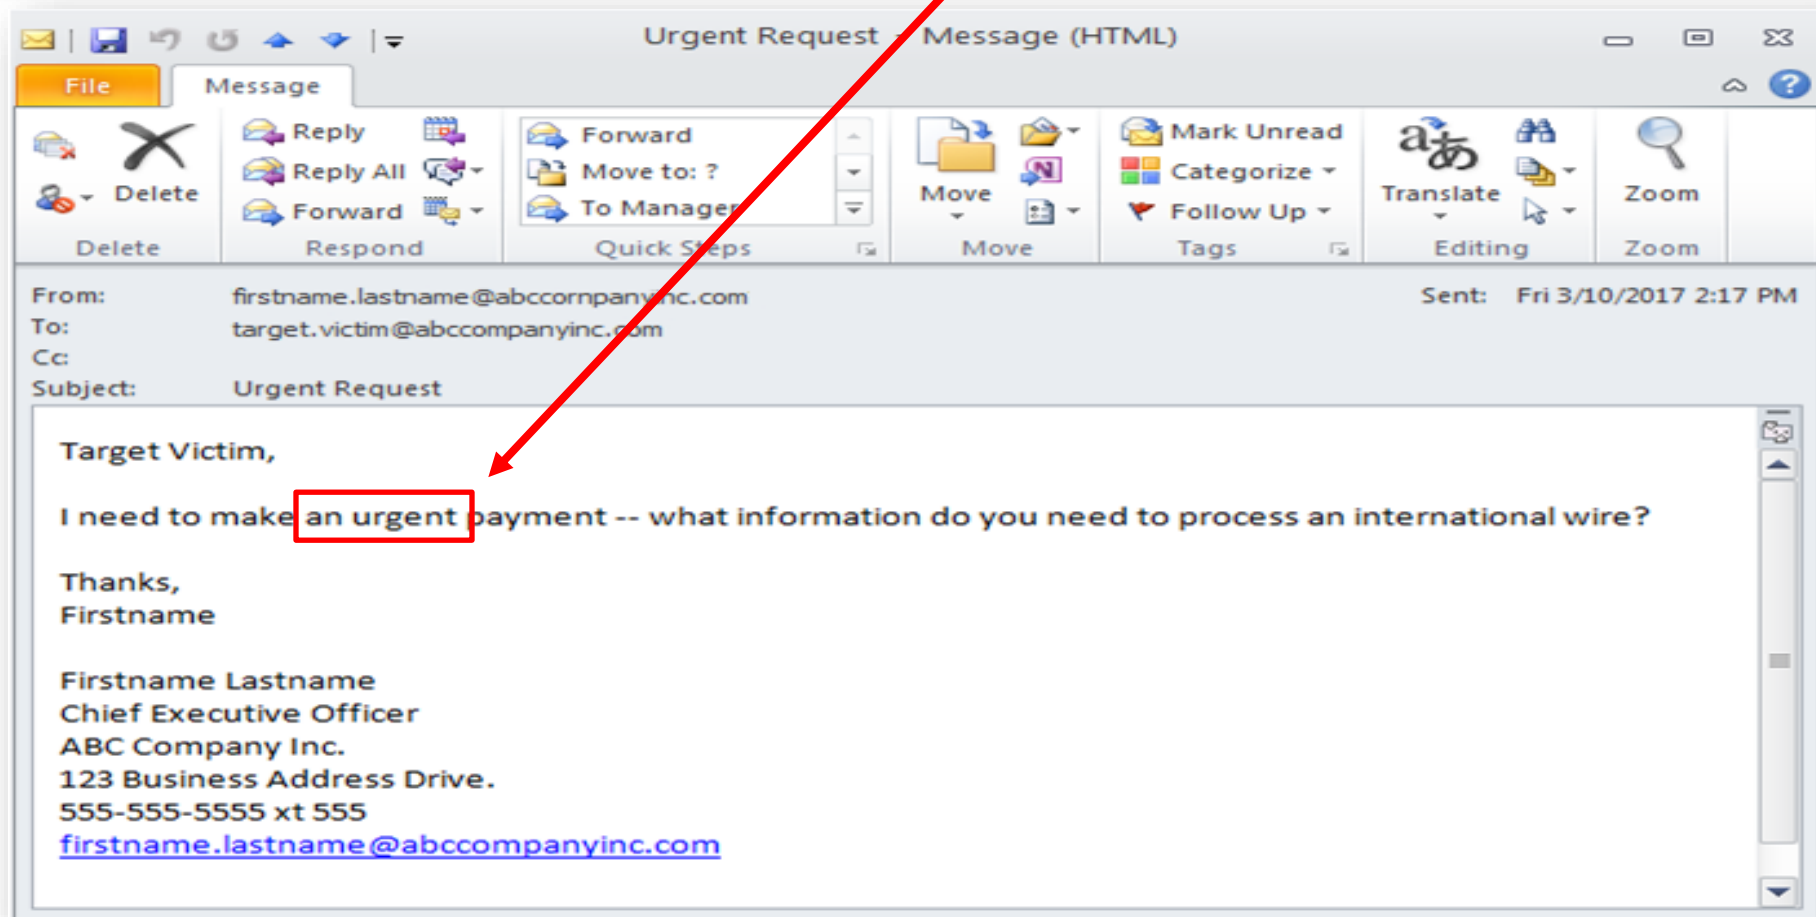 Urgent Request - Message (HTML)
File Message
Reply Forward Mark Unread
Reply All Move to: ? Categorize
Delete Forward To Manager Move Follow Up Translate Zoom
Delete Respond Quick Steps Move Tags Editing Zoom
From: firstname.lastname@abccornpanyinc.com Sent: Fri 3/10/2017 2:17 PM
To: target.victim@abccompanyinc.com
Cc:
Subject: Urgent Request
Target Victim,
I need to make an urgent payment -- what information do you need to process an international wire?
Thanks,
Firstname
Firstname Lastname
Chief Executive Officer
ABC Company Inc.
123 Business Address Drive.
555-555-5555 xt 555
firstname.lastname@abccompanyinc.com